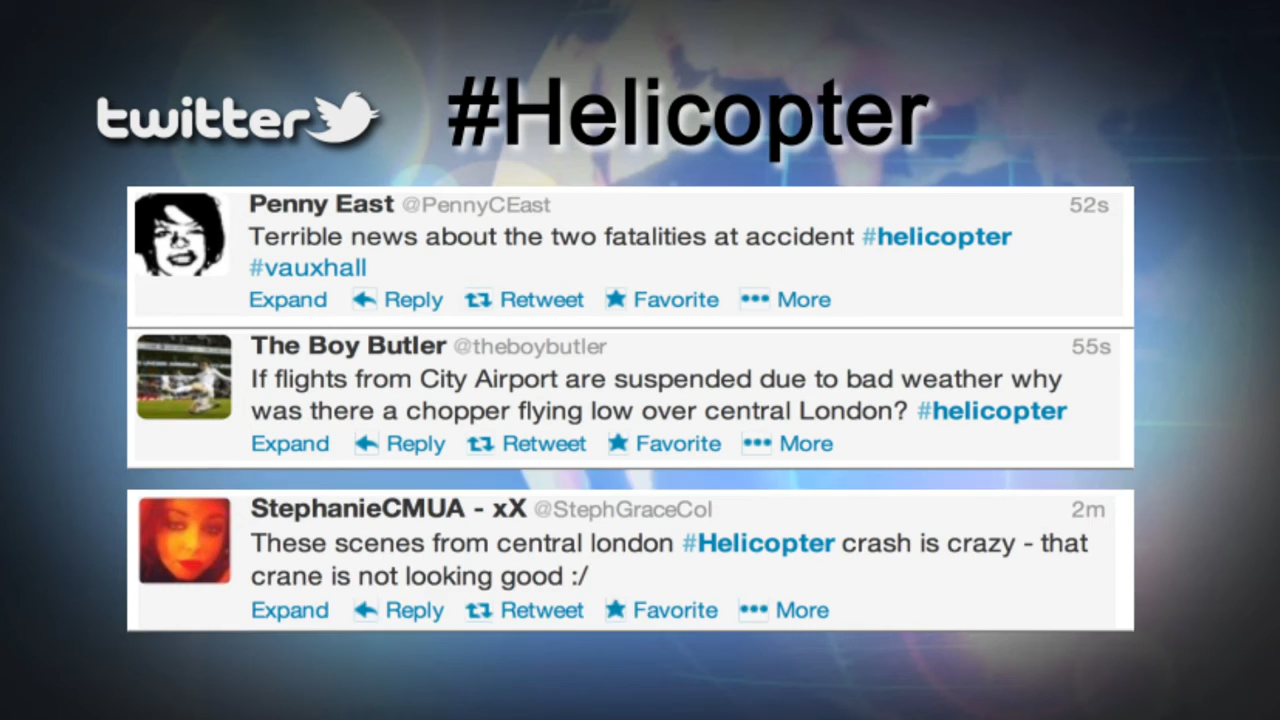 twitter #Helicopter
Penny East @PennyCEast 52s
Terrible news about the two fatalities at accident #helicopter
#vauxhall
Expand Reply Retweet Favorite More
The Boy Butler @theboybutler 55s
If flights from City Airport are suspended due to bad weather why
was there a chopper flying low over central London? #helicopter
Expand Reply Retweet Favorite More
StephanieCMUA - xX @StephGraceCol 2m
These scenes from central london #Helicopter crash is crazy - that
crane is not looking good :/
Expand Reply Retweet Favorite More